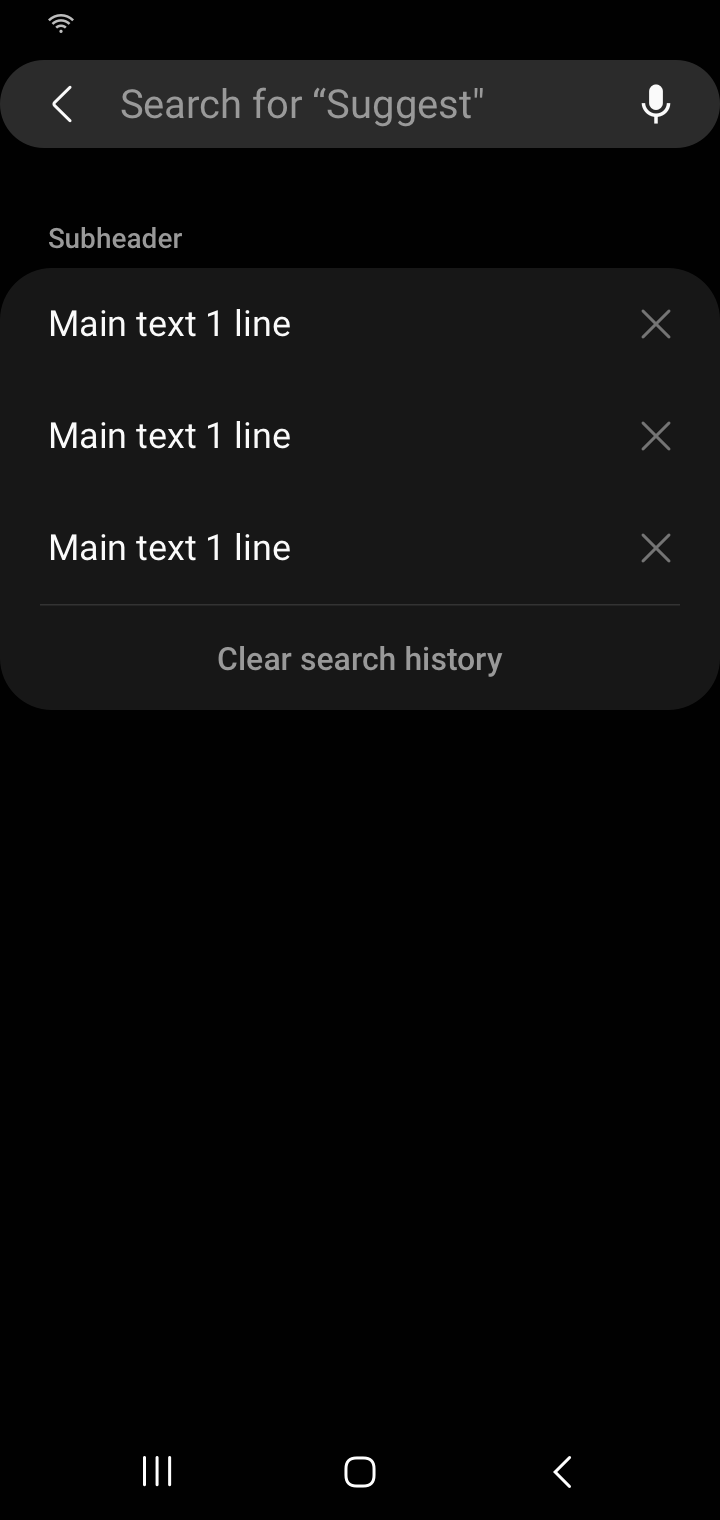 Search for “Suggest"
Subheader
Main text 1 line
Main text 1 line
Main text 1 line
Clear search history